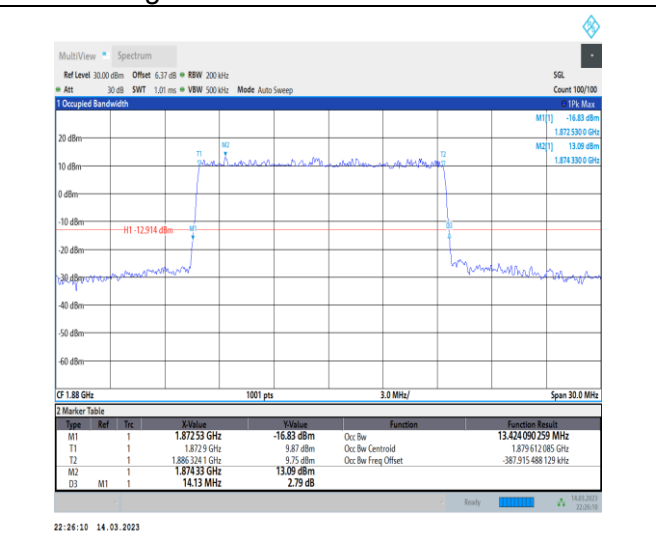 MultiView Spectrum
Ref Level 30.00 dBm Offset 6.37 dB RBW 200 kHz SGL
Att 30 dB SWT 1.01 ms VBW 500 kHz Mode Auto Sweep Count 100/100
1 Occupied Bandwidth 1Pk Max
M1[1] -16.83 dBm
1.872 530 0 GHz
M2[1] 13.09 dBm
1.874 330 0 GHz
20 dBm
M2
T1 T2
10 dBm
0 dBm
-10 dBm
H1 -12.914 dBm M1 D3
-20 dBm
-30 dBm
-40 dBm
-50 dBm
-60 dBm
CF 1.88 GHz 1001 pts 3.0 MHz/ Span 30.0 MHz
2 Marker Table
Type Ref Trc X-Value Y-Value Function Function Result
M1 1 1.87253 GHz -16.83 dBm Occ Bw 13.424 090 259 MHz
T1 1 1.8729 GHz 9.87 dBm Occ Bw Centroid 1.879 612 085 GHz
T2 1 1.886 324 1 GHz 9.75 dBm Occ Bw Freq Offset -387.915 488 129 kHz
M2 1 1.87433 GHz 13.09 dBm
D3 M1 1 14.13 MHz 2.79 dB
Ready 14.03.2023
22:26:10
22:26:10 14.03.2023